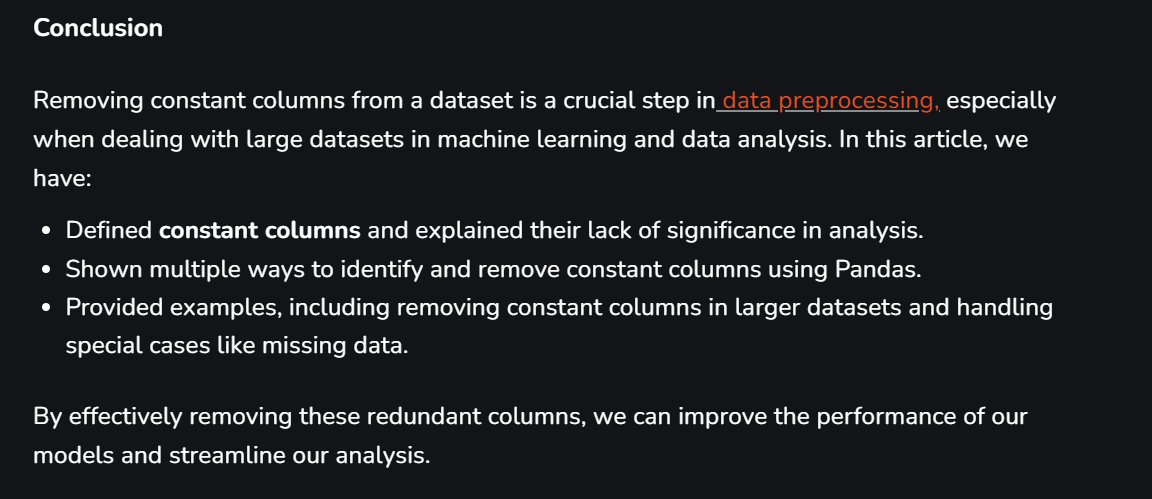 Conclusion
Removing constant columns from a dataset is a crucial step in data preprocessing, especially
when dealing with large datasets in machine learning and data analysis. In this article, we
have:
• Defined constant columns and explained their lack of significance in analysis.
• Shown multiple ways to identify and remove constant columns using Pandas.
• Provided examples, including removing constant columns in larger datasets and handling
special cases like missing data.
By effectively removing these redundant columns, we can improve the performance of our
models and streamline our analysis.